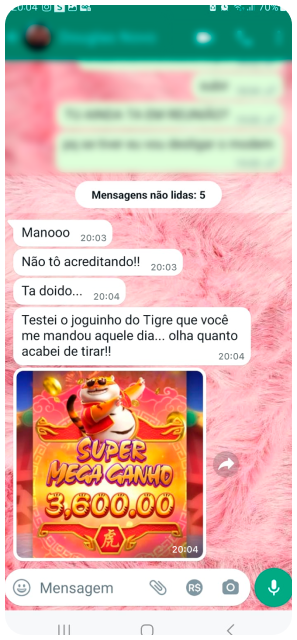 20:04
70%
Mensagens não lidas: 5
Manooo 20:03
Não tô acreditando!! 20:03
Ta doido... 20:04
Testei o joguinho do Tigre que você
me mandou aquele dia... olha quanto
acabei de tirar!! 20:04
SUPER
MEGA GANHO
3,600.00
虎
20:04
Mensagem
R$